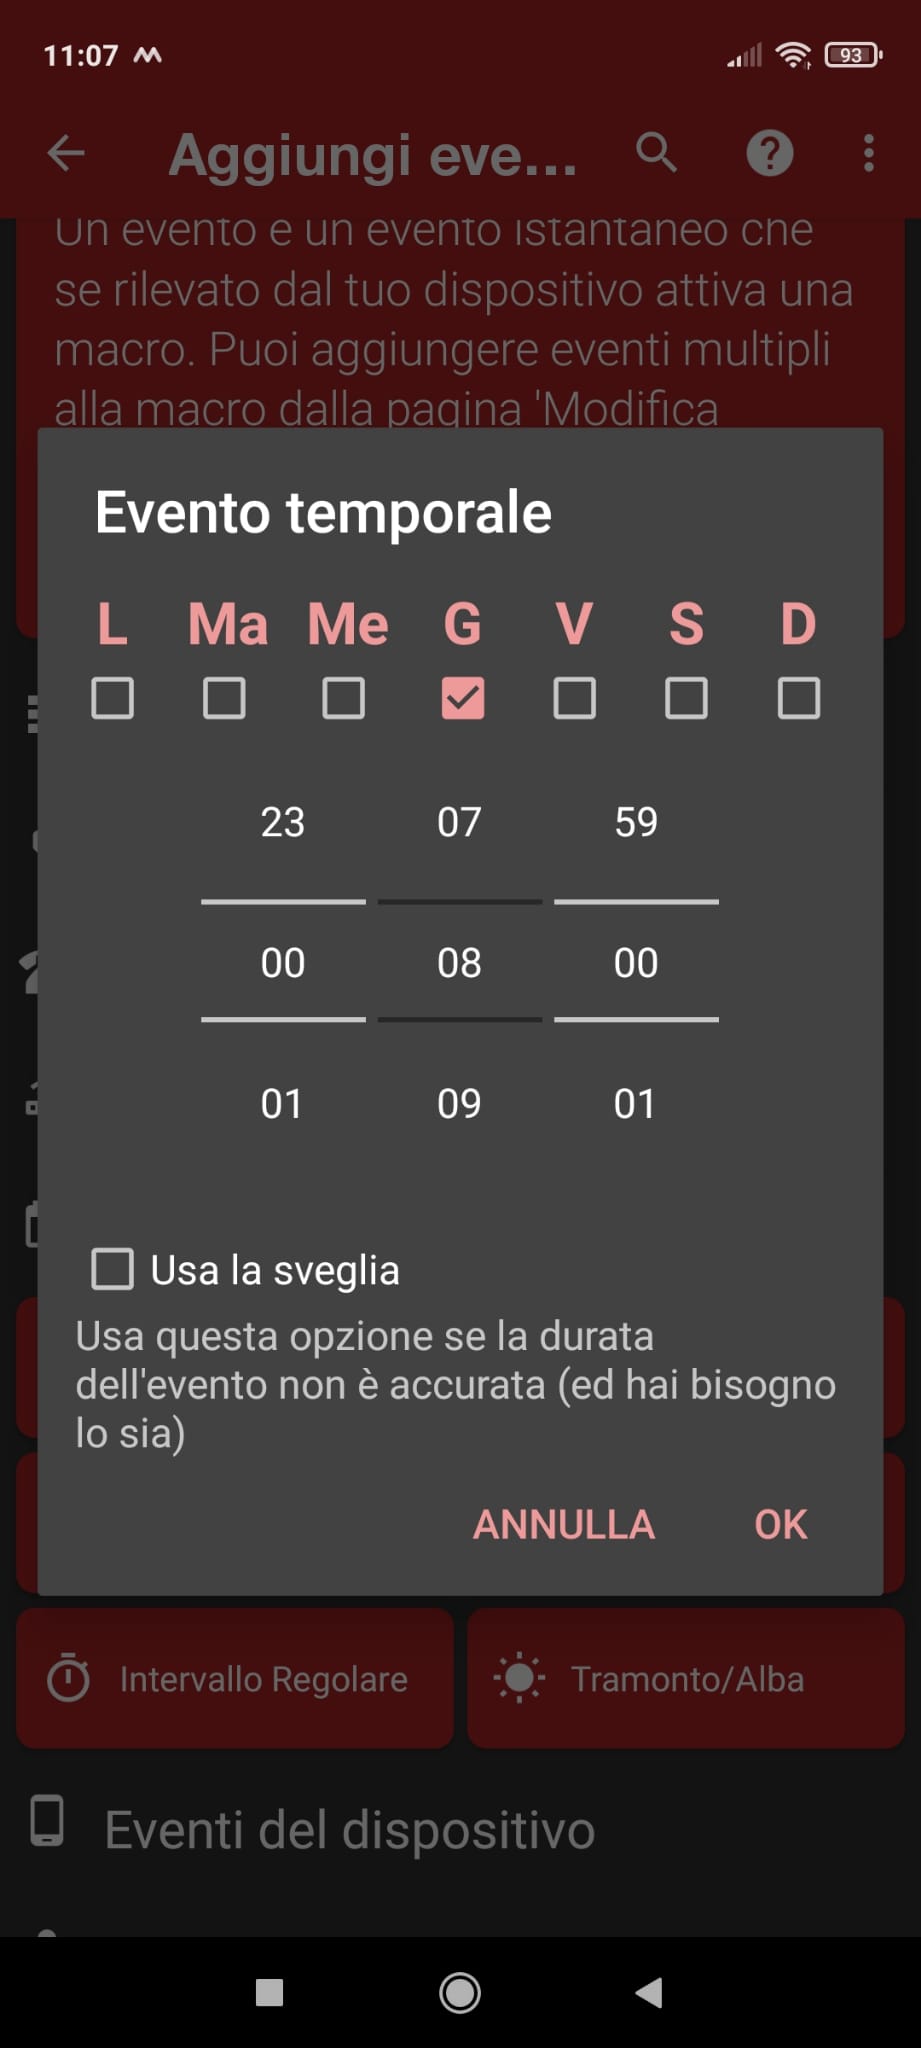 11:07
93
Aggiungi eve...
Un evento è un evento istantaneo che
se rilevato dal tuo dispositivo attiva una
macro. Puoi aggiungere eventi multipli
alla macro dalla pagina 'Modifica
Evento temporale
L Ma Me G V S D
23 07 59
00 08 00
01 09 01
Usa la sveglia
Usa questa opzione se la durata
dell'evento non è accurata (ed hai bisogno
lo sia)
ANNULLA OK
Intervallo Regolare Tramonto/Alba
Eventi del dispositivo